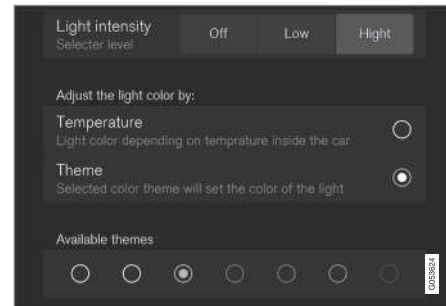 Light intensity
Selecter level
Off
Low
Hight
Adjust the light color by:
Temperature
Light color depending on temprature inside the car
Theme
Selected color theme will set the color of the light
Available themes
G053624